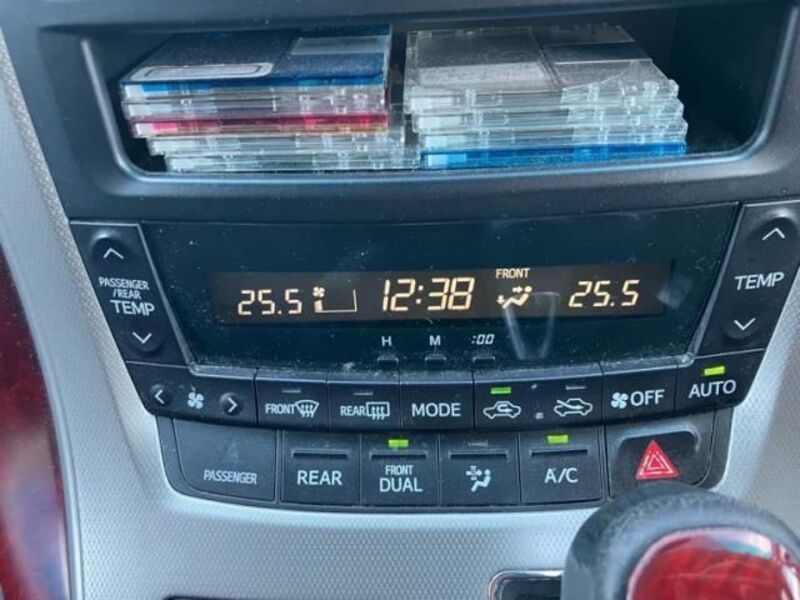 PASSENGER
/REAR
TEMP
25.5
12:38
FRONT
25.5
TEMP
H M :00
FRONT
REAR
MODE
OFF
AUTO
PASSENGER
REAR
FRONT
DUAL
A/C